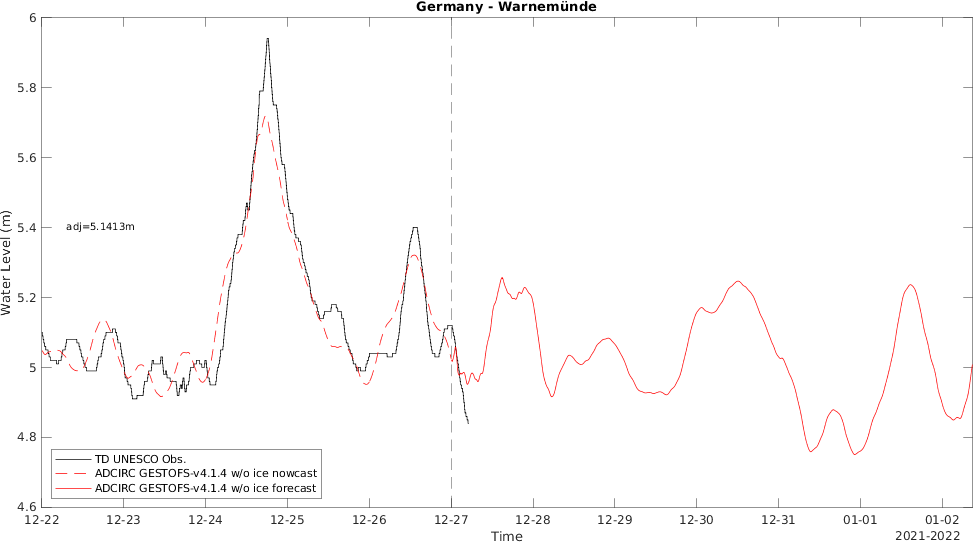 Germany - Warnemünde
6
5.8
5.6
5.4
5.2
5
4.8
4.6
Water Level (m)
adj=5.1413m
TD UNESCO Obs.
ADCIRC GESTOFS-v4.1.4 w/o ice nowcast
ADCIRC GESTOFS-v4.1.4 w/o ice forecast
12-22 12-23 12-24 12-25 12-26 12-27 12-28 12-29 12-30 12-31 01-01 01-02
Time
2021-2022